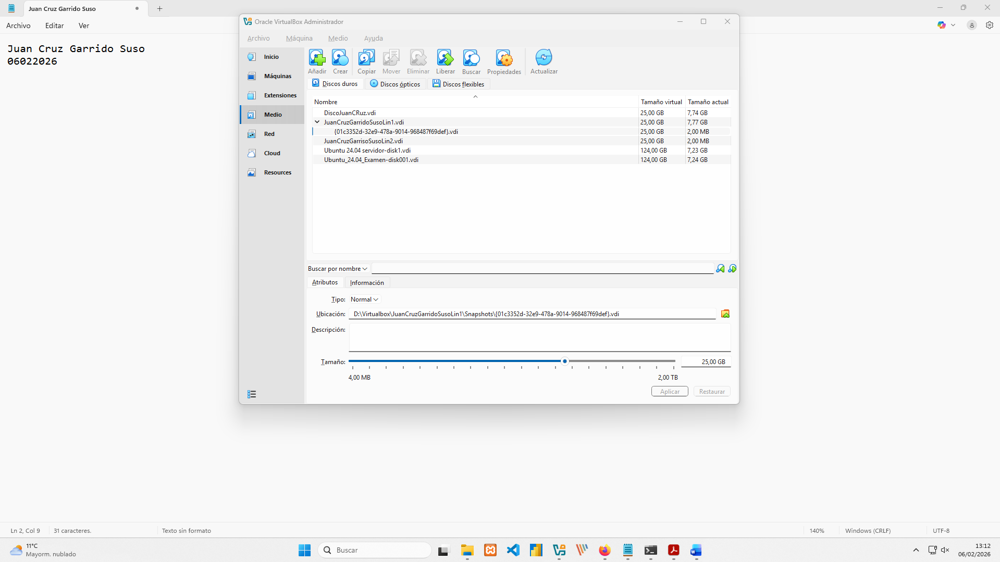 Juan Cruz Garrido Suso
Archivo Editar Ver
Juan Cruz Garrido Suso
06022026
Oracle VirtualBox Administrador
Archivo Máquina Medio Ayuda
Inicio
Máquinas
Extensiones
Medio
Red
Cloud
Resources
Añadir Crear Copiar Mover Eliminar Liberar Buscar Propiedades Actualizar
Discos duros Discos ópticos Discos flexibles
Nombre Tamaño virtual Tamaño actual
DiscoJuanCRuz.vdi 25,00 GB 7,74 GB
JuanCruzGarridoSusoLin1.vdi 25,00 GB 7,77 GB
{01c3352d-32e9-478a-9014-968487f69def}.vdi 25,00 GB 2,00 MB
JuanCruzGarrisoSusoLin2.vdi 25,00 GB 2,00 MB
Ubuntu 24.04 servidor-disk1.vdi 124,00 GB 7,23 GB
Ubuntu_24.04_Examen-disk001.vdi 124,00 GB 7,24 GB
Buscar por nombre
Atributos Información
Tipo: Normal
Ubicación: D:\Virtualbox\JuanCruzGarridoSusoLin1\Snapshots\{01c3352d-32e9-478a-9014-968487f69def}.vdi
Descripción:
Tamaño: 25,00 GB
4,00 MB 2,00 TB
Aplicar Restaurar
Ln 2, Col 9 31 caracteres. Texto sin formato 140% Windows (CRLF) UTF-8
11°C
Mayorm. nublado
Buscar
13:12
06/02/2026